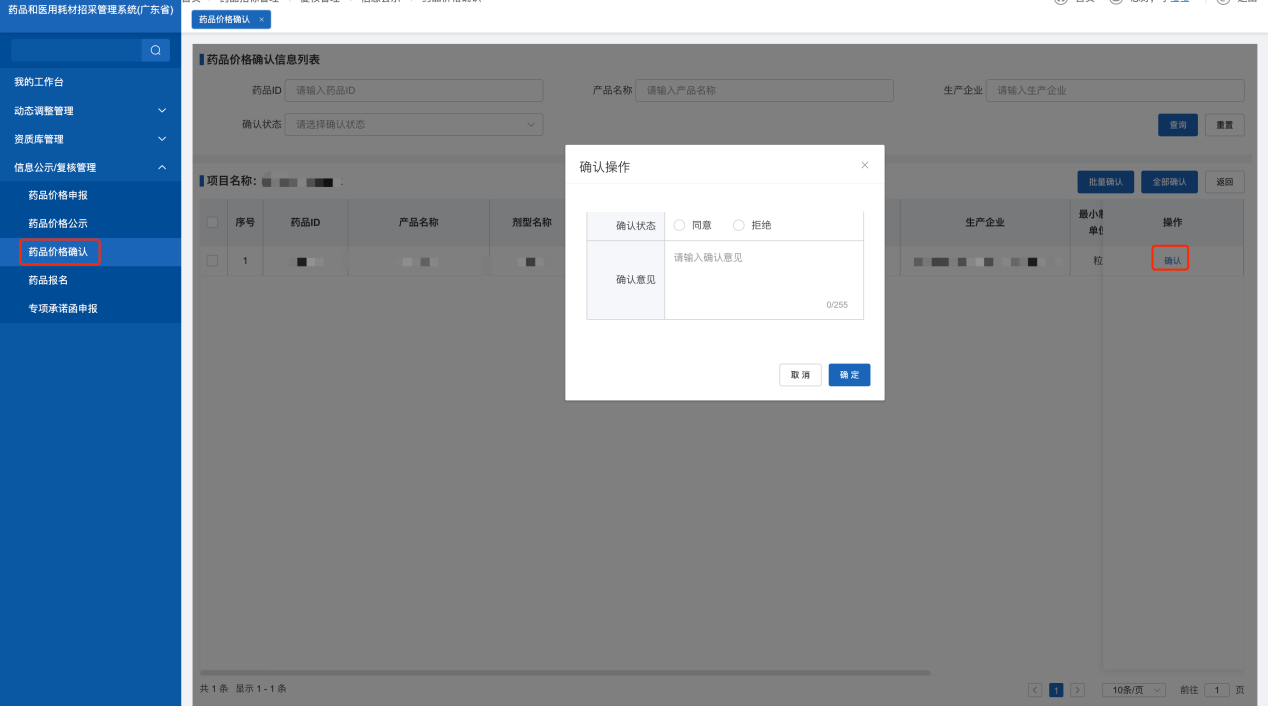 药品和医用耗材招采管理系统(广东省)
药品价格确认 ×
我的工作台
动态调整管理
资质库管理
信息公示/复核管理
药品价格申报
药品价格公示
药品价格确认
药品报名
专项承诺函申报
药品价格确认信息列表
药品ID 请输入药品ID 产品名称 请输入产品名称 生产企业 请输入生产企业
确认状态 请选择确认状态 查询 重置
项目名称: 批量确认 全部确认 返回
序号 药品ID 产品名称 剂型名称 生产企业 最小制 单位 操作
1 粒 确认
确认操作 ×
确认状态 同意 拒绝
确认意见 请输入确认意见
0/255
取 消 确 定
共 1 条 显示 1 - 1 条 1 10条/页 前往 1 页